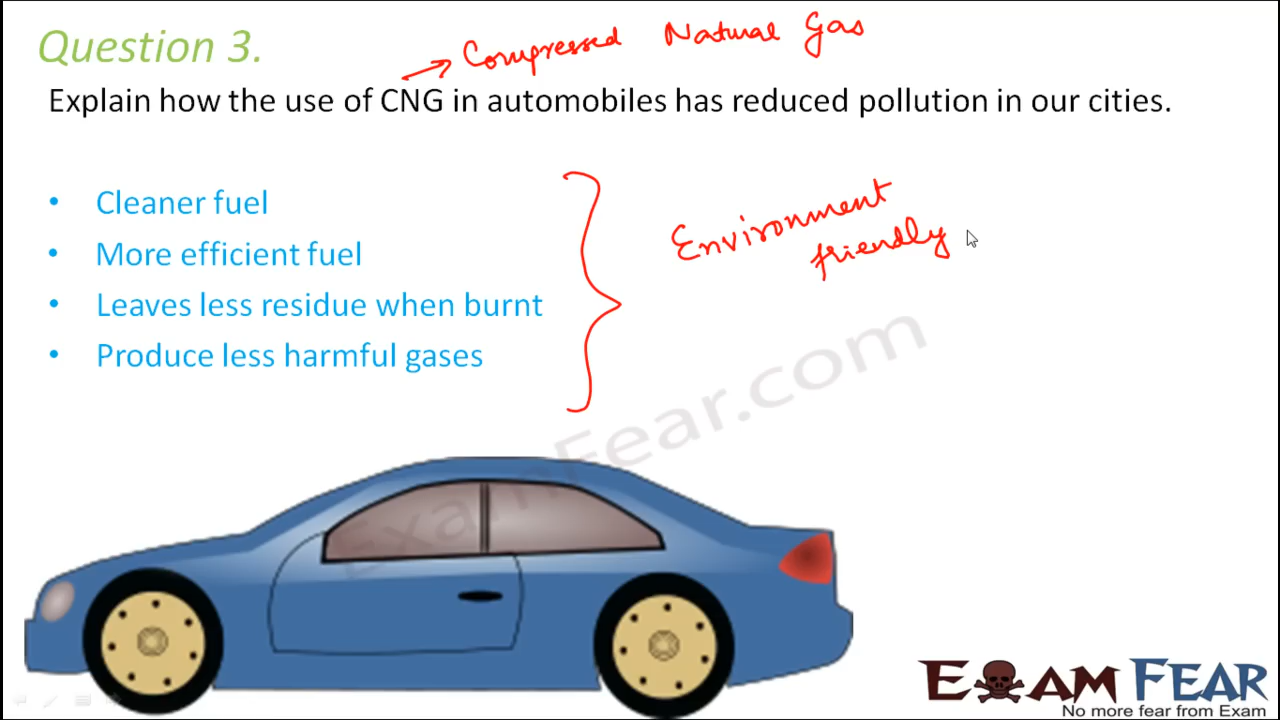 Question 3.
Compressed Natural Gas
Explain how the use of CNG in automobiles has reduced pollution in our cities.
• Cleaner fuel
• More efficient fuel
• Leaves less residue when burnt
• Produce less harmful gases
Environment
friendly
ExamFear.com
EXAM FEAR
No more fear from Exam